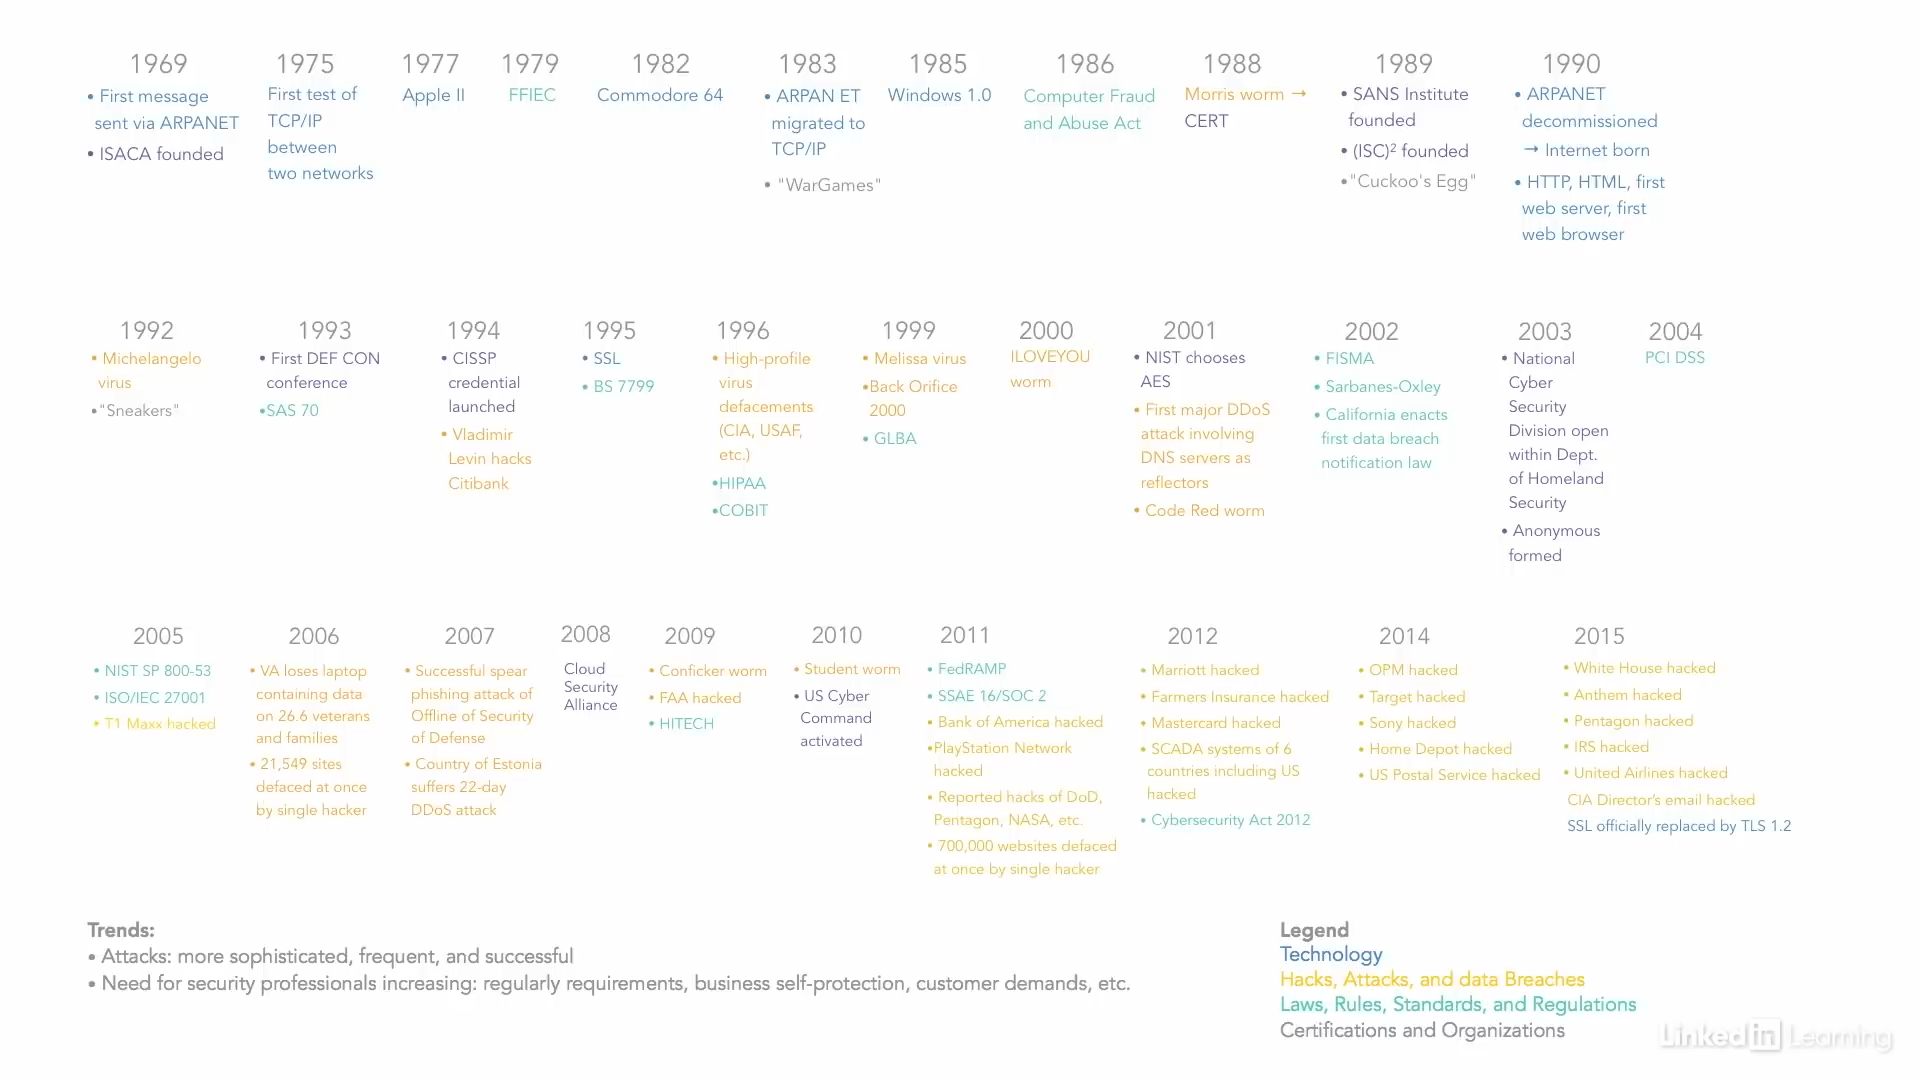 1969
• First message
sent via ARPANET
• ISACA founded
1975
First test of
TCP/IP
between
two networks
1977
Apple II
1979
FFIEC
1982
Commodore 64
1983
• ARPAN ET
migrated to
TCP/IP
• "WarGames"
1985
Windows 1.0
1986
Computer Fraud
and Abuse Act
1988
Morris worm →
CERT
1989
• SANS Institute
founded
• (ISC)² founded
•"Cuckoo's Egg"
1990
• ARPANET
decommissioned
→ Internet born
• HTTP, HTML, first
web server, first
web browser
1992
• Michelangelo
virus
•"Sneakers"
1993
• First DEF CON
conference
•SAS 70
1994
• CISSP
credential
launched
• Vladimir
Levin hacks
Citibank
1995
• SSL
• BS 7799
1996
• High-profile
virus
defacements
(CIA, USAF,
etc.)
•HIPAA
•COBIT
1999
• Melissa virus
•Back Orifice
2000
• GLBA
2000
ILOVEYOU
worm
2001
• NIST chooses
AES
• First major DDoS
attack involving
DNS servers as
reflectors
• Code Red worm
2002
• FISMA
• Sarbanes-Oxley
• California enacts
first data breach
notification law
2003
• National
Cyber
Security
Division open
within Dept.
of Homeland
Security
• Anonymous
formed
2004
PCI DSS
2005
• NIST SP 800-53
• ISO/IEC 27001
• T1 Maxx hacked
2006
• VA loses laptop
containing data
on 26.6 veterans
and families
• 21,549 sites
defaced at once
by single hacker
2007
• Successful spear
phishing attack of
Offline of Security
of Defense
• Country of Estonia
suffers 22-day
DDoS attack
2008
Cloud
Security
Alliance
2009
• Conficker worm
• FAA hacked
• HITECH
2010
• Student worm
• US Cyber
Command
activated
2011
• FedRAMP
• SSAE 16/SOC 2
• Bank of America hacked
•PlayStation Network
hacked
• Reported hacks of DoD,
Pentagon, NASA, etc.
• 700,000 websites defaced
at once by single hacker
2012
• Marriott hacked
• Farmers Insurance hacked
• Mastercard hacked
• SCADA systems of 6
countries including US
hacked
• Cybersecurity Act 2012
2014
• OPM hacked
• Target hacked
• Sony hacked
• Home Depot hacked
• US Postal Service hacked
2015
• White House hacked
• Anthem hacked
• Pentagon hacked
• IRS hacked
• United Airlines hacked
CIA Director's email hacked
SSL officially replaced by TLS 1.2
Trends:
• Attacks: more sophisticated, frequent, and successful
• Need for security professionals increasing: regularly requirements, business self-protection, customer demands, etc.
Legend
Technology
Hacks, Attacks, and data Breaches
Laws, Rules, Standards, and Regulations
Certifications and Organizations
Linked in Learning